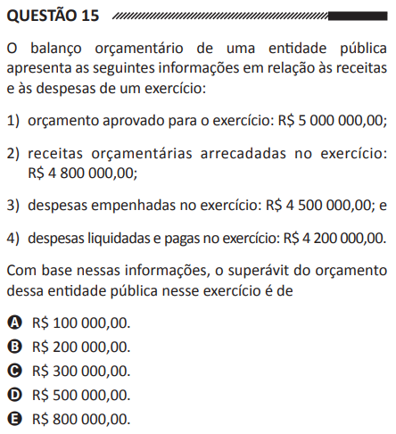 QUESTÃO 15
O balanço orçamentário de uma entidade pública
apresenta as seguintes informações em relação às receitas
e às despesas de um exercício:
1) orçamento aprovado para o exercício: R$ 5 000 000,00;
2) receitas orçamentárias arrecadadas no exercício:
R$ 4 800 000,00;
3) despesas empenhadas no exercício: R$ 4 500 000,00; e
4) despesas liquidadas e pagas no exercício: R$ 4 200 000,00.
Com base nessas informações, o superávit do orçamento
dessa entidade pública nesse exercício é de
A R$ 100 000,00.
B R$ 200 000,00.
C R$ 300 000,00.
D R$ 500 000,00.
E R$ 800 000,00.